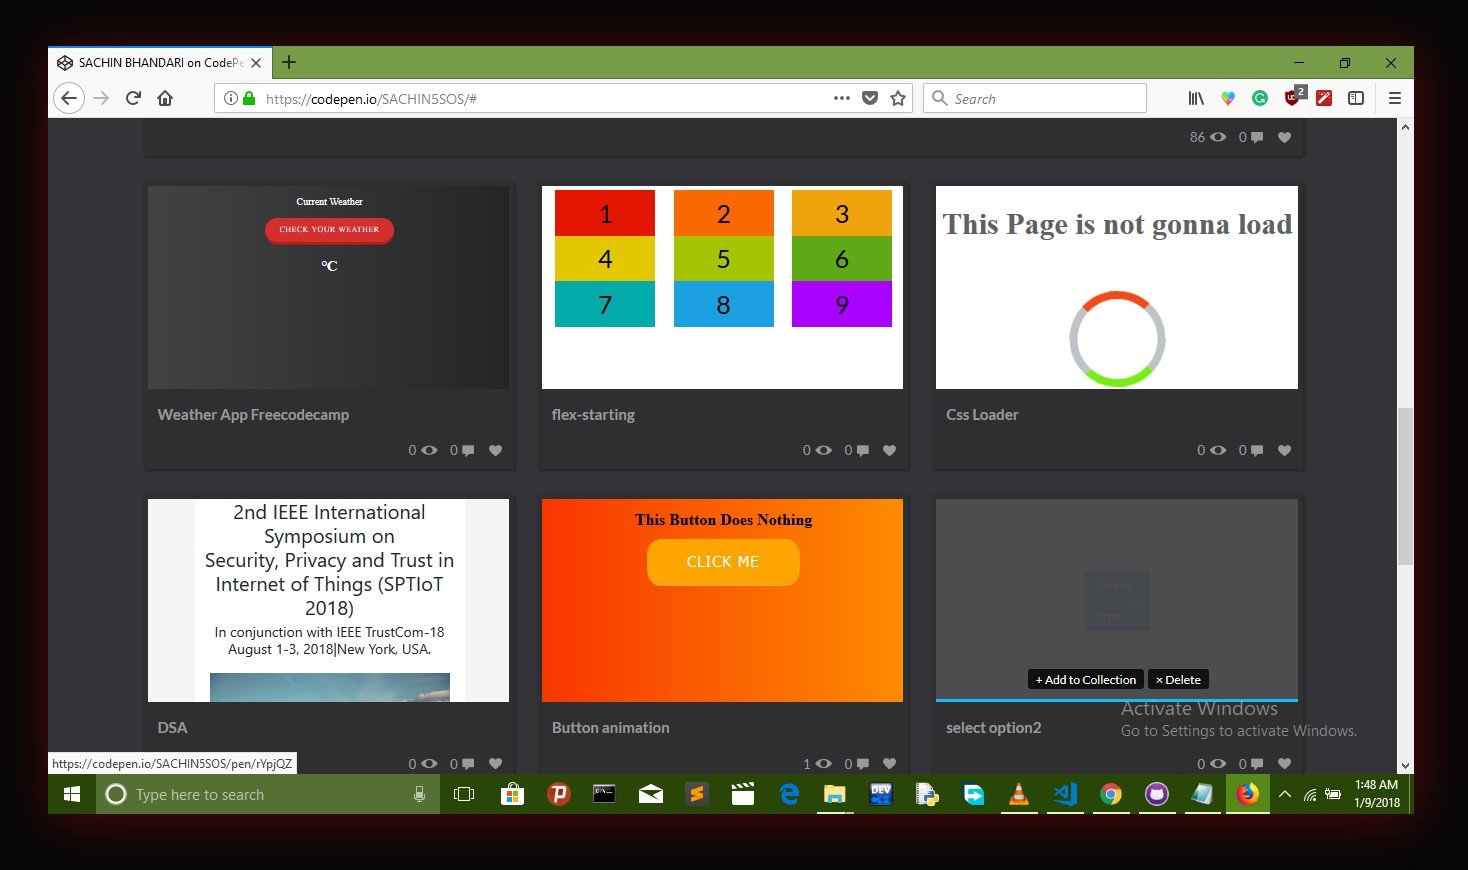 SACHIN BHANDARI on CodePe
https://codepen.io/SACHIN5SOS/#
Search
2
86 0
Current Weather
CHECK YOUR WEATHER
°C
Weather App Freecodecamp
0 0
1 2 3
4 5 6
7 8 9
flex-starting
0 0
This Page is not gonna load
Css Loader
0 0
2nd IEEE International
Symposium on
Security, Privacy and Trust in
Internet of Things (SPTIoT
2018)
In conjunction with IEEE TrustCom-18
August 1-3, 2018|New York, USA.
DSA
0 0
This Button Does Nothing
CLICK ME
Button animation
1 0
Source
Type
+ Add to Collection × Delete
select option2
0 0
Activate Windows
Go to Settings to activate Windows.
https://codepen.io/SACHIN5SOS/pen/rYpjQZ
Type here to search
DEV
1:48 AM
1/9/2018